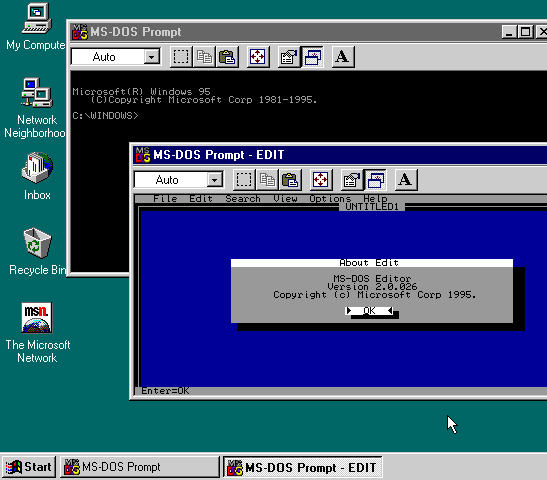 My Compute
Network
Neighborhoo
Inbox
Recycle Bin
msn.
The Microsoft
Network
MS-DOS Prompt
Auto
A
Microsoft(R) Windows 95
(C)Copyright Microsoft Corp 1981-1995.
C:\WINDOWS>
MS-DOS Prompt - EDIT
Auto
A
File Edit Search View Options Help
UNTITLED1
About Edit
MS-DOS Editor
Version 2.0.026
Copyright (c) Microsoft Corp 1995.
OK
Enter=OK
Start
MS-DOS Prompt
MS-DOS Prompt - EDIT